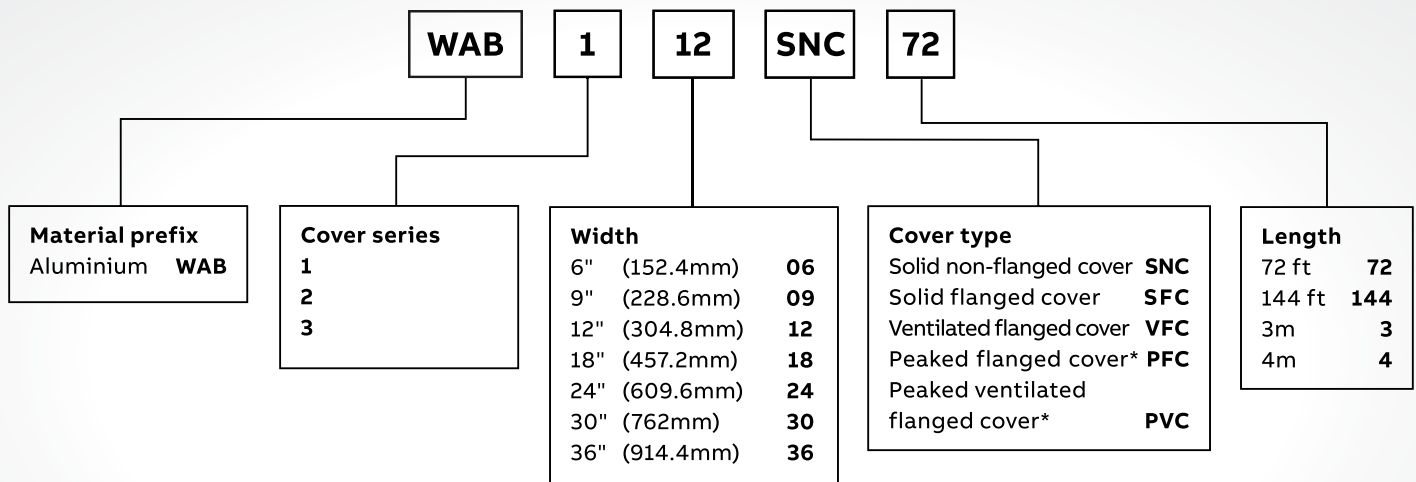 WAB 1 12 SNC 72
Material prefix
Aluminium WAB
Cover series
1
2
3
Width
6" (152.4mm) 06
9" (228.6mm) 09
12" (304.8mm) 12
18" (457.2mm) 18
24" (609.6mm) 24
30" (762mm) 30
36" (914.4mm) 36
Cover type
Solid non-flanged cover SNC
Solid flanged cover SFC
Ventilated flanged cover VFC
Peaked flanged cover* PFC
Peaked ventilated
flanged cover* PVC
Length
72 ft 72
144 ft 144
3m 3
4m 4